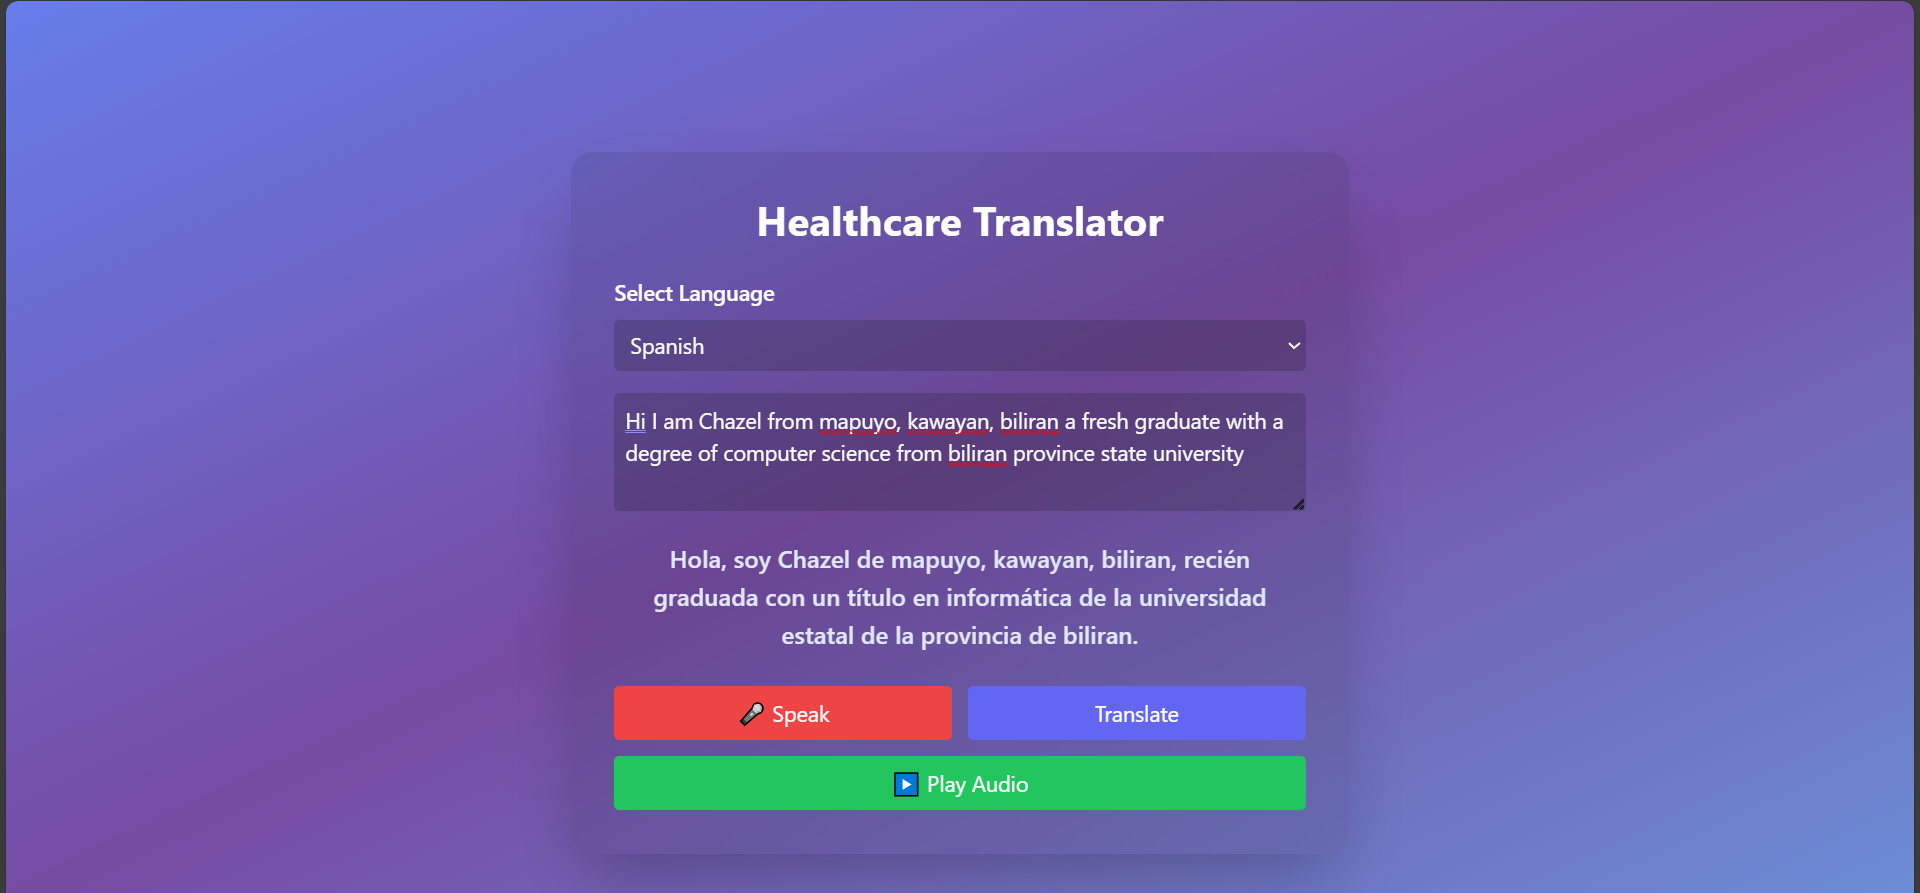 Healthcare Translator
Select Language
Spanish
Hi I am Chazel from mapuyo, kawayan, biliran a fresh graduate with a
degree of computer science from biliran province state university
Hola, soy Chazel de mapuyo, kawayan, biliran, recién
graduada con un título en informática de la universidad
estatal de la provincia de biliran.
🎤 Speak
Translate
▶️ Play Audio